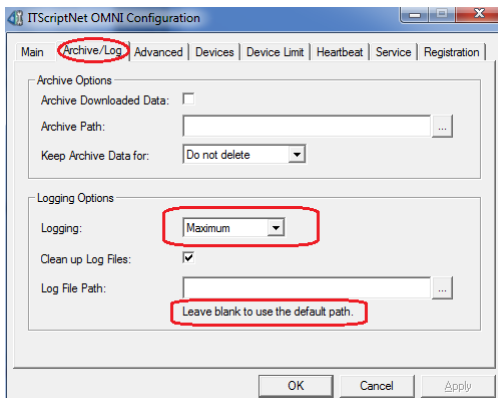 ITScriptNet OMNI Configuration
Main Archive/Log Advanced Devices Device Limit Heartbeat Service Registration
Archive Options
Archive Downloaded Data:
Archive Path: ...
Keep Archive Data for: Do not delete
Logging Options
Logging: Maximum
Clean up Log Files:
Log File Path: ...
Leave blank to use the default path.
OK Cancel Apply